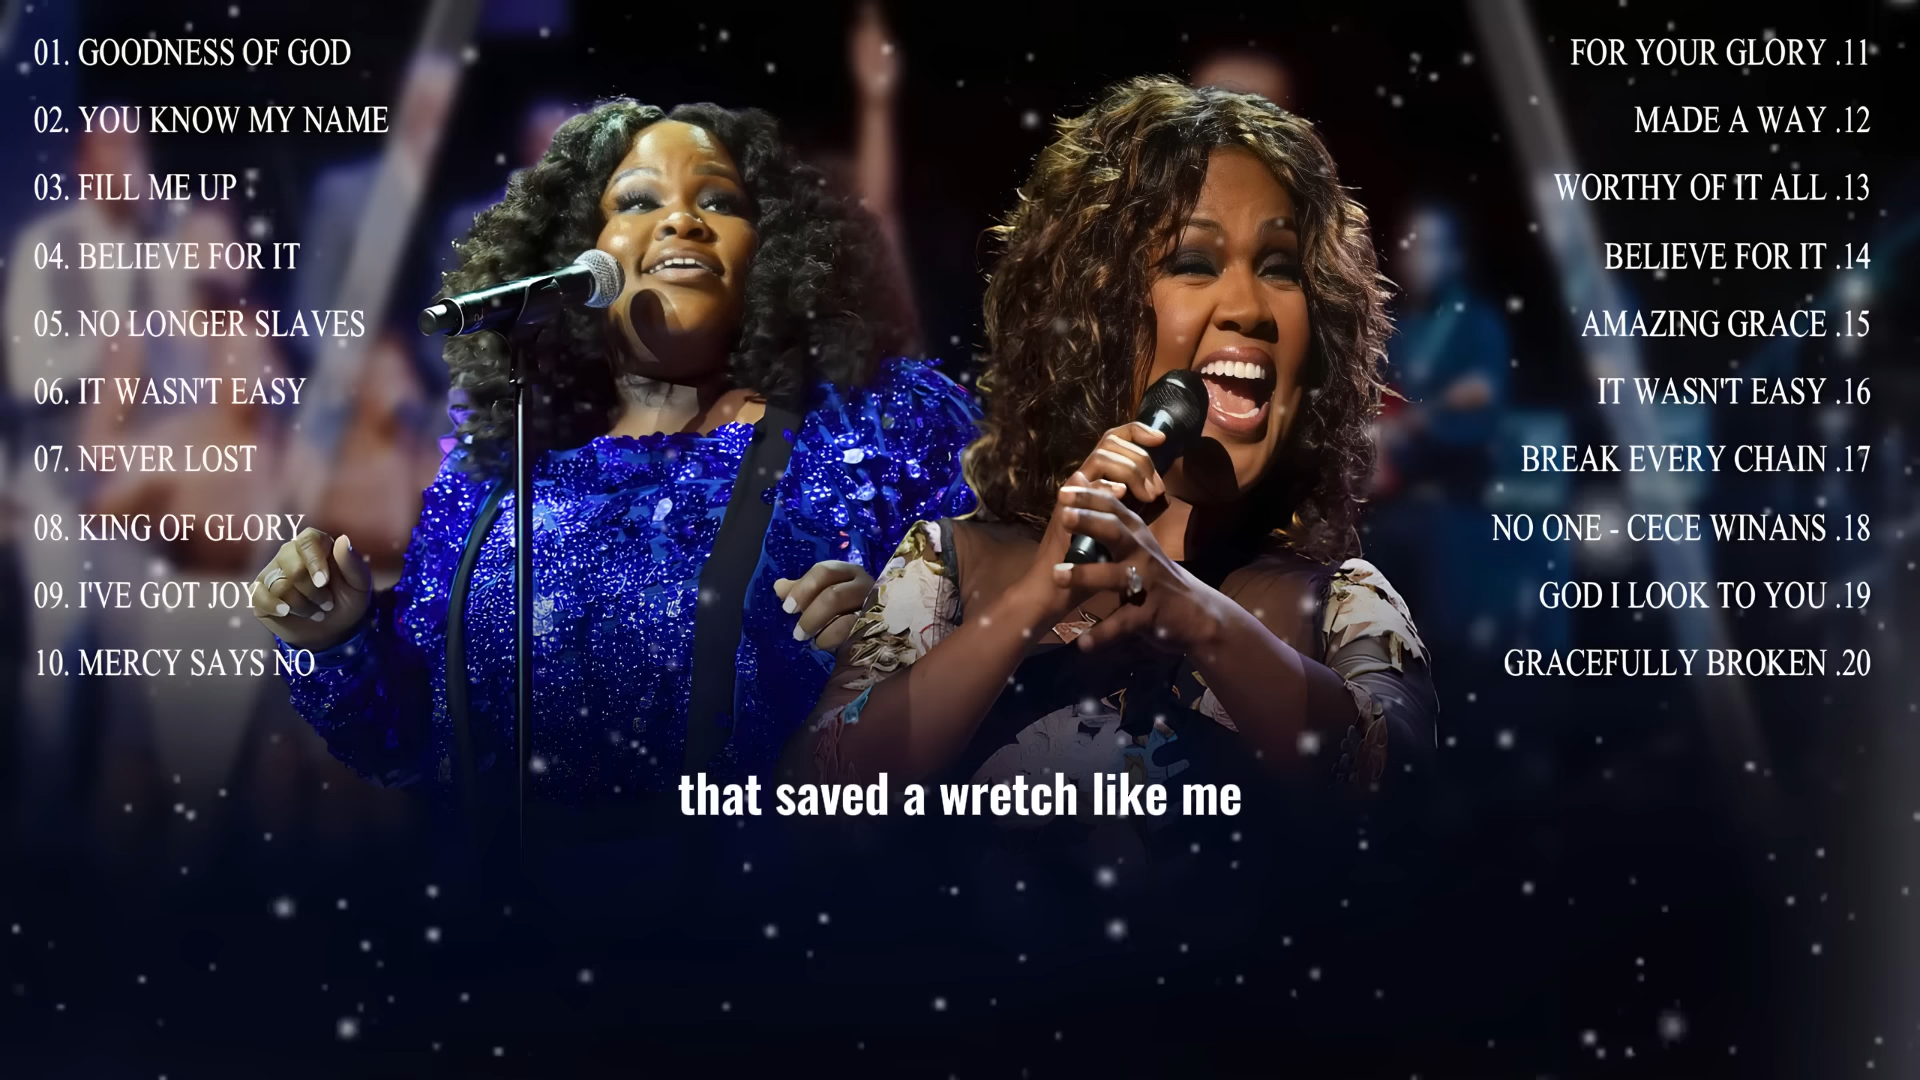 01. GOODNESS OF GOD
02. YOU KNOW MY NAME
03. FILL ME UP
04. BELIEVE FOR IT
05. NO LONGER SLAVES
06. IT WASN'T EASY
07. NEVER LOST
08. KING OF GLORY
09. I'VE GOT JOY
10. MERCY SAYS NO
FOR YOUR GLORY .11
MADE A WAY .12
WORTHY OF IT ALL .13
BELIEVE FOR IT .14
AMAZING GRACE .15
IT WASN'T EASY .16
BREAK EVERY CHAIN .17
NO ONE - CECE WINANS .18
GOD I LOOK TO YOU .19
GRACEFULLY BROKEN .20
that saved a wretch like me